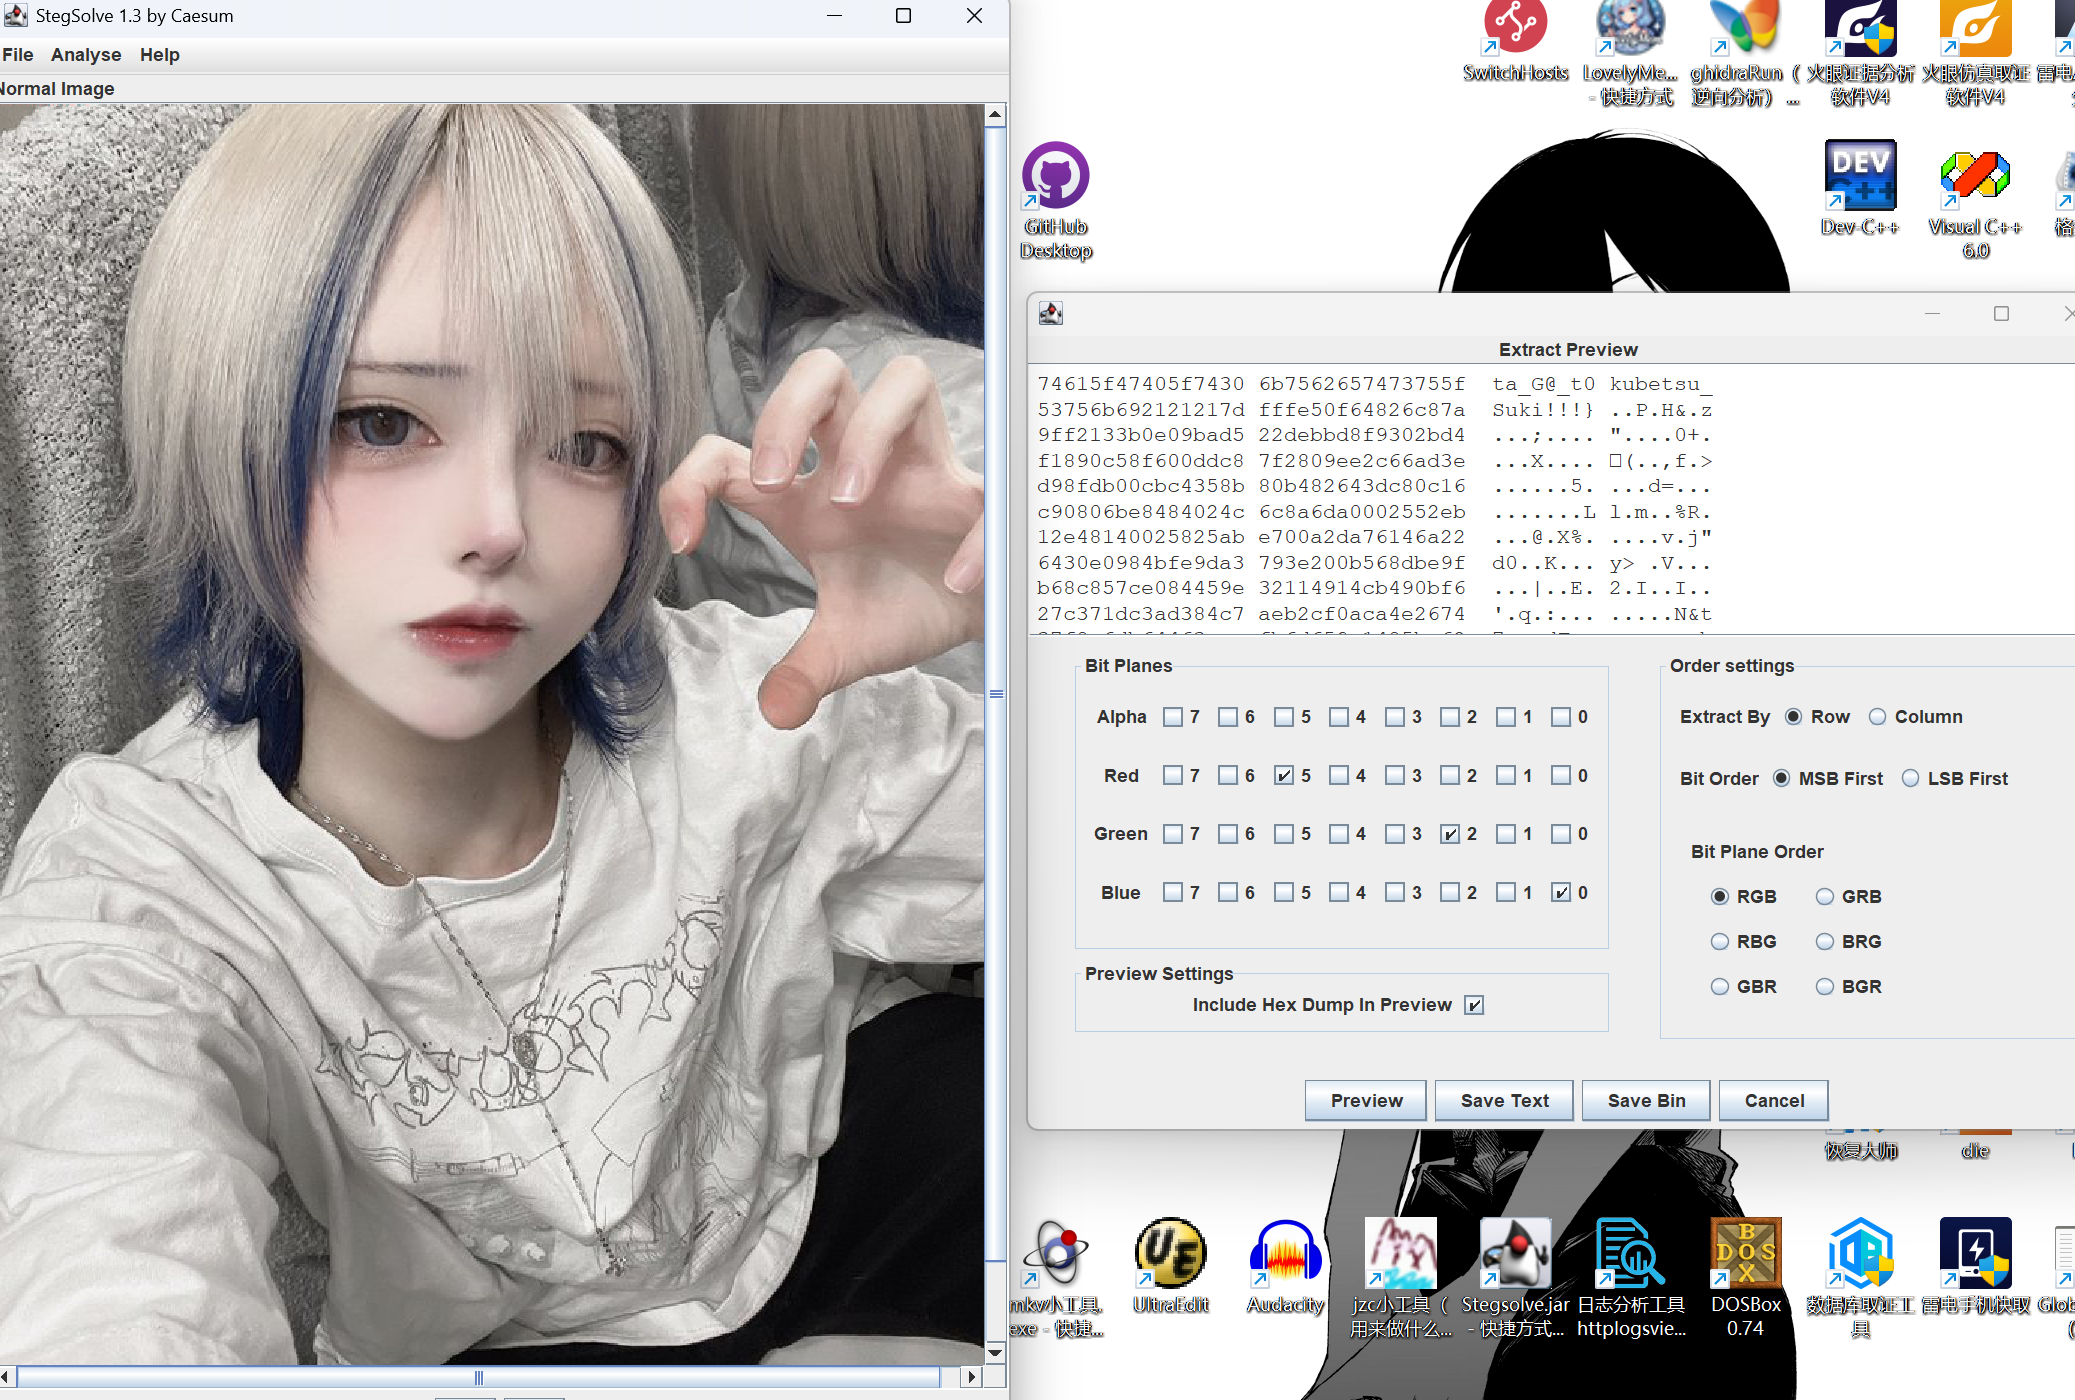 StegSolve 1.3 by Caesum
File Analyse Help
Normal Image
SwitchHosts
LovelyMe...
- 快捷方式
ghidraRun（
逆向分析） ...
火眼证据分析
软件V4
火眼仿真取证
软件V4
GitHub
Desktop
Dev-C++
Visual C++
6.0
Extract Preview
74615f47405f7430 6b7562657473755f ta_G@_t0 kubetsu_
53756b692121217d fffe50f64826c87a Suki!!!} ..P.H&.z
9ff2133b0e09bad5 22debbd8f9302bd4 ...;.... "....0+.
f1890c58f600ddc8 7f2809ee2c66ad3e ...X.... □(..,f.>
d98fdb00cbc4358b 80b482643dc80c16 ......5. ...d=...
c90806be8484024c 6c8a6da0002552eb .......L l.m..%R.
12e48140025825ab e700a2da76146a22 ...@.X%. ....v.j"
6430e0984bfe9da3 793e200b568dbe9f d0..K... y> .V...
b68c857ce084459e 32114914cb490bf6 ...|..E. 2.I..I..
27c371dc3ad384c7 aeb2cf0aca4e2674 '.q.:... .....N&t
Bit Planes
Alpha 7 6 5 4 3 2 1 0
Red 7 6 5 4 3 2 1 0
Green 7 6 5 4 3 2 1 0
Blue 7 6 5 4 3 2 1 0
Preview Settings
Include Hex Dump In Preview
Order settings
Extract By Row Column
Bit Order MSB First LSB First
Bit Plane Order
RGB GRB
RBG BRG
GBR BGR
Preview Save Text Save Bin Cancel
恢复大师
die
mkv小工具.
exe - 快捷...
UltraEdit
Audacity
jzc小工具（
用来做什么...
Stegsolve.jar
- 快捷方式...
日志分析工具
httplogsvie...
DOSBox
0.74
数据库取证工
具
雷电手机快取